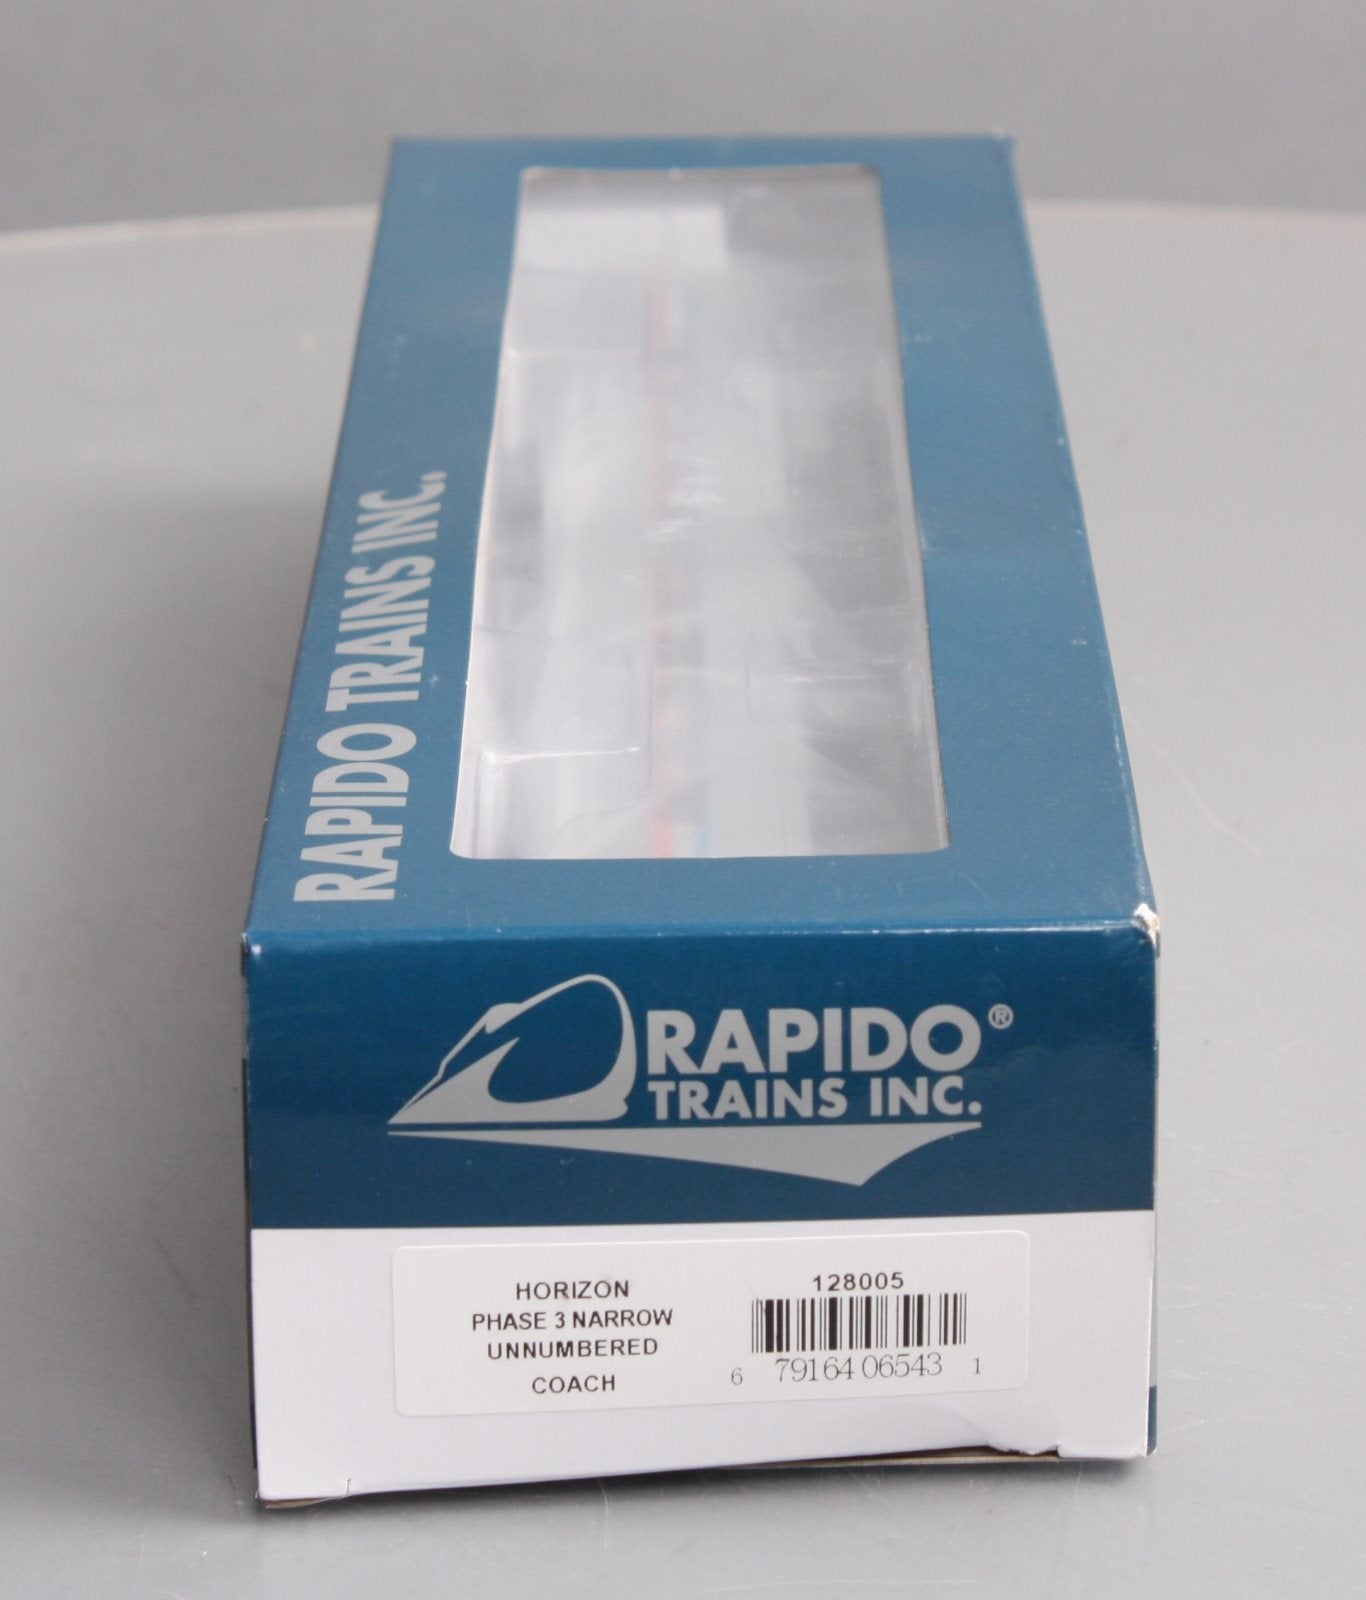 RAPIDO TRAINS INC.
RAPIDO®
TRAINS INC.
HORIZON
PHASE 3 NARROW
UNNUMBERED
COACH
128005
6 79164 06543 1